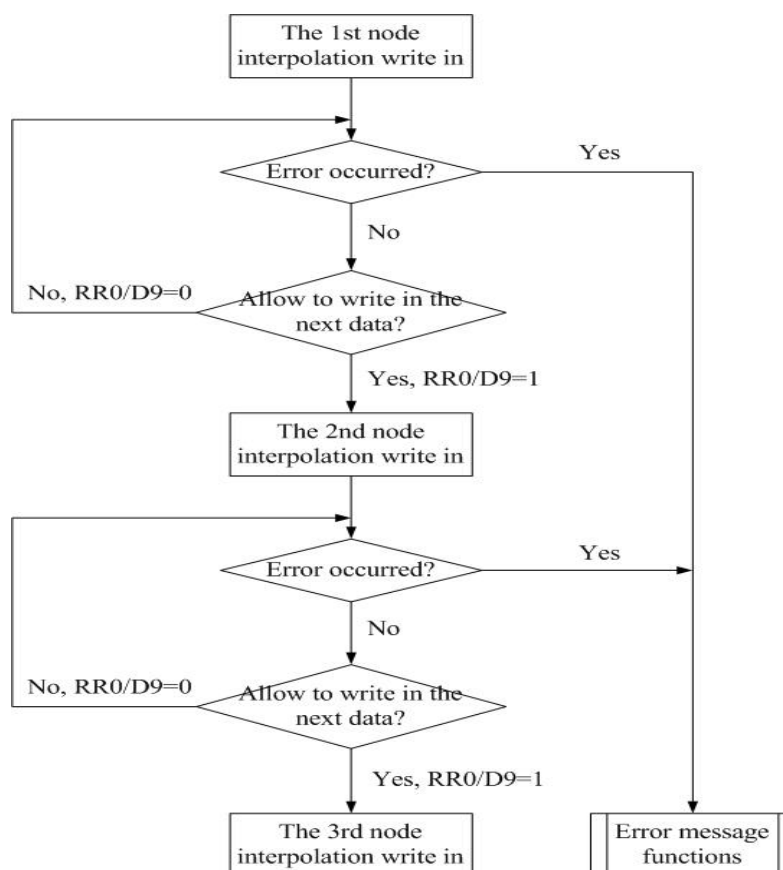 The 1st node
interpolation write in
Yes
Error occurred?
No
No, RR0/D9=0
Allow to write in the
next data?
Yes, RR0/D9=1
The 2nd node
interpolation write in
Yes
Error occurred?
No
No, RR0/D9=0
Allow to write in the
next data?
Yes, RR0/D9=1
The 3rd node
interpolation write in
Error message
functions